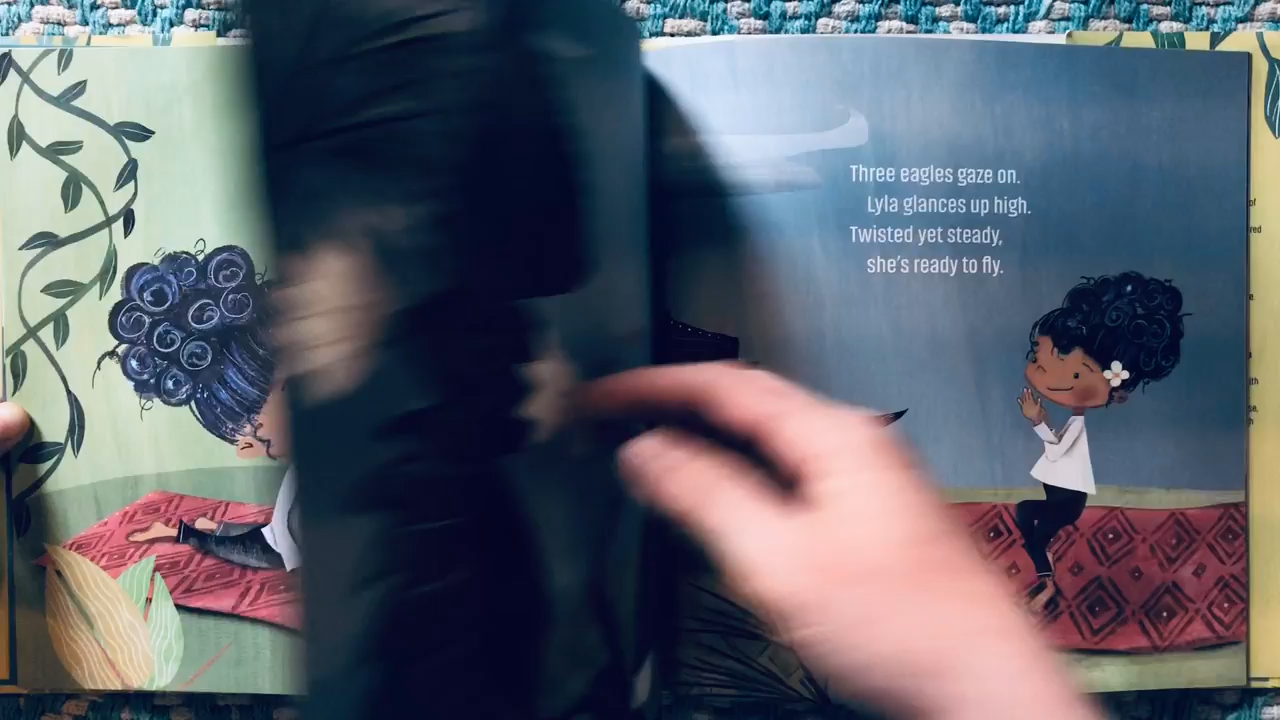 Three eagles gaze on.
Lyla glances up high.
Twisted yet steady,
she's ready to fly.